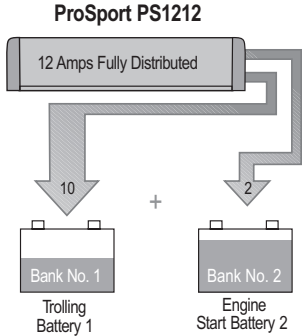 ProSport PS1212
12 Amps Fully Distributed
10
2
+
Bank No. 1
Bank No. 2
Trolling
Battery 1
Engine
Start Battery 2